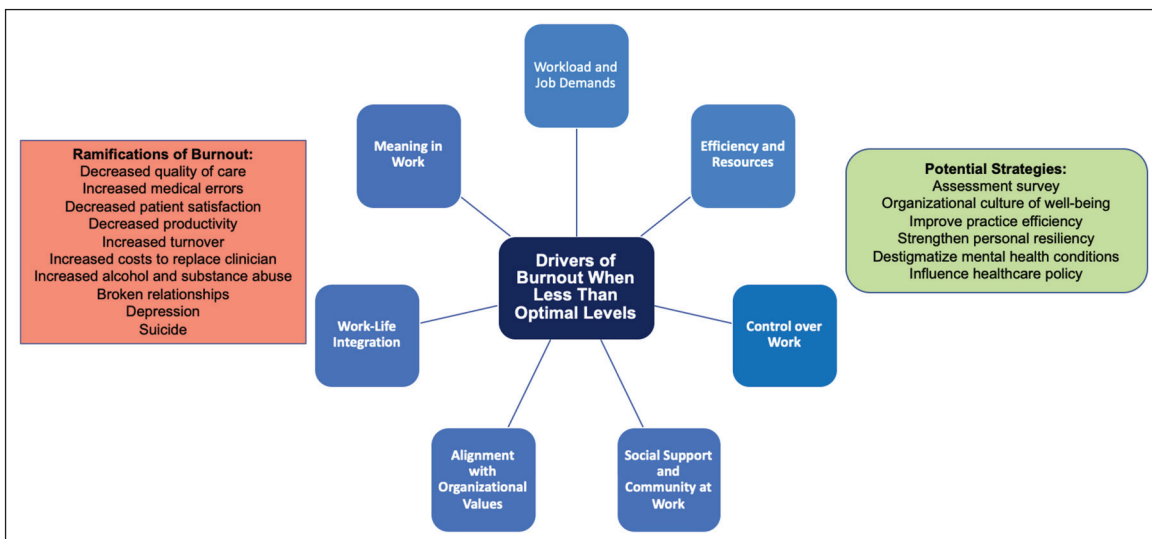 Workload and
Job Demands
Meaning in
Work
Efficiency and
Resources
Ramifications of Burnout:
Decreased quality of care
Increased medical errors
Decreased patient satisfaction
Decreased productivity
Increased turnover
Increased costs to replace clinician
Increased alcohol and substance abuse
Broken relationships
Depression
Suicide
Potential Strategies:
Assessment survey
Organizational culture of well-being
Improve practice efficiency
Strengthen personal resiliency
Destigmatize mental health conditions
Influence healthcare policy
Drivers of
Burnout When
Less Than
Optimal Levels
Work-Life
Integration
Control over
Work
Alignment
with
Organizational
Values
Social Support
and
Community at
Work